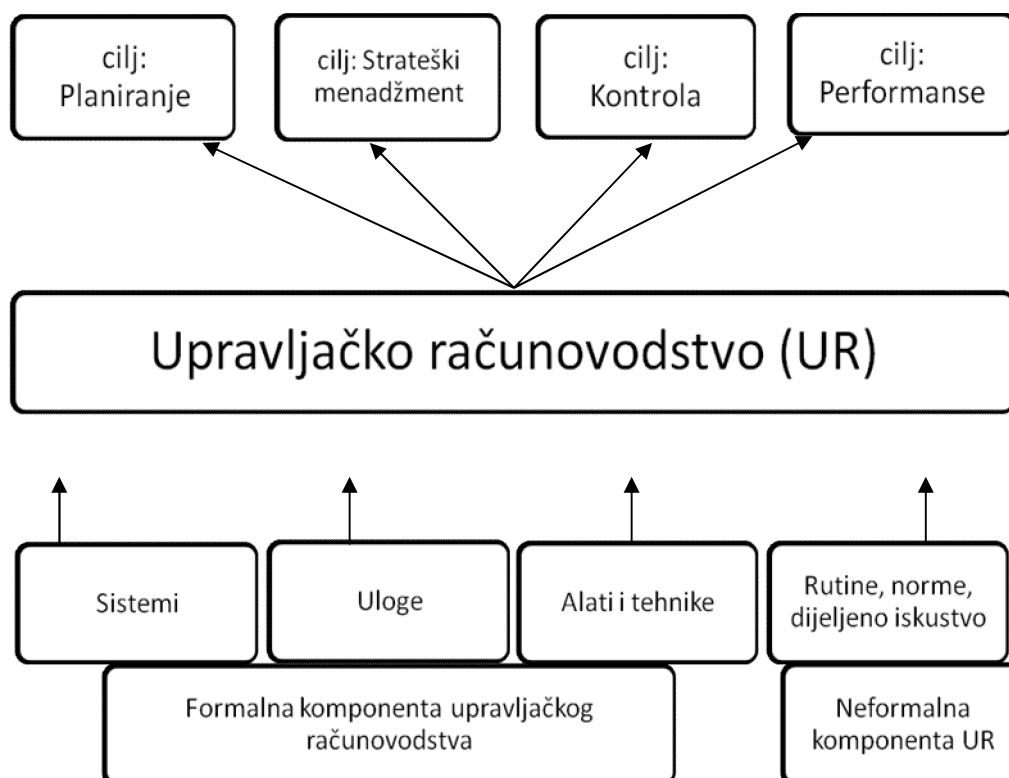 cilj:
Planiranje
cilj: Strateški
menadžment
cilj:
Kontrola
cilj:
Performanse
Upravljačko računovodstvo (UR)
Sistemi
Uloge
Alati i tehnike
Rutine, norme,
dijeljeno iskustvo
Formalna komponenta upravljačkog
računovodstva
Neformalna
komponenta UR